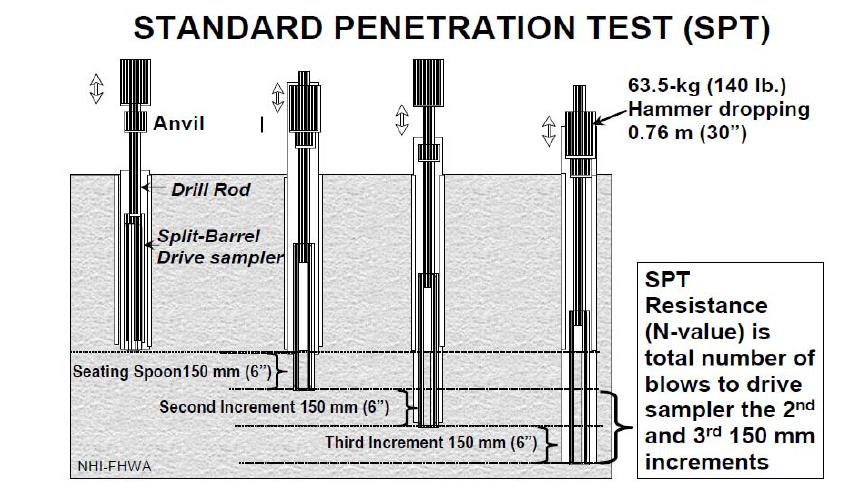 STANDARD PENETRATION TEST (SPT)
63.5-kg (140 lb.)
Hammer dropping
0.76 m (30”)
Anvil
Drill Rod
Split-Barrel
Drive sampler
Seating Spoon150 mm (6”)
Second Increment 150 mm (6”)
Third Increment 150 mm (6”)
SPT
Resistance
(N-value) is
total number of
blows to drive
sampler the 2nd
and 3rd 150 mm
increments
NHI-FHWA